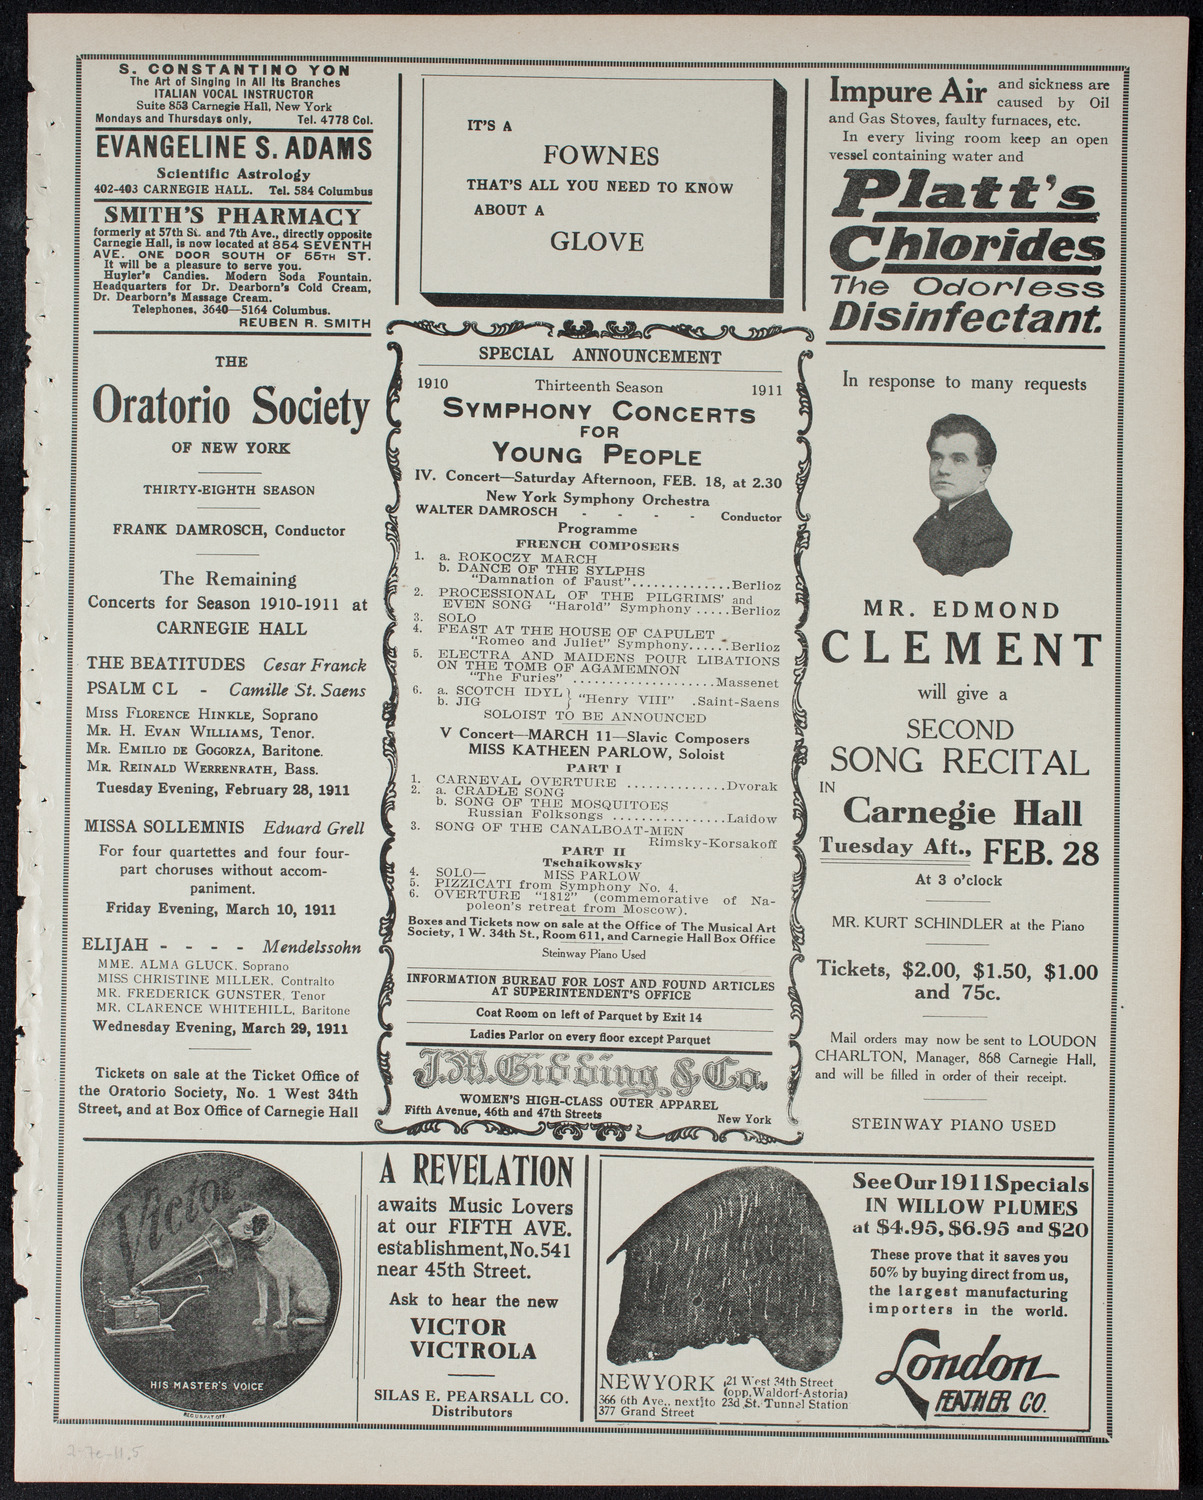 S. CONSTANTINO YON
The Art of Singing in All Its Branches
ITALIAN VOCAL INSTRUCTOR
Suite 853 Carnegie Hall, New York
Mondays and Thursdays only, Tel. 4778 Col.
EVANGELINE S. ADAMS
Scientific Astrology
402-403 CARNEGIE HALL. Tel. 584 Columbus
SMITH'S PHARMACY
formerly at 57th St. and 7th Ave., directly opposite
Carnegie Hall, is now located at 854 SEVENTH
AVE. ONE DOOR SOUTH OF 55TH ST.
It will be a pleasure to serve you.
Huyler's Candies. Modern Soda Fountain.
Headquarters for Dr. Dearborn's Cold Cream,
Dr. Dearborn's Massage Cream.
Telephones, 3640—5164 Columbus.
REUBEN R. SMITH
THE
Oratorio Society
OF NEW YORK
THIRTY-EIGHTH SEASON
FRANK DAMROSCH, Conductor
The Remaining
Concerts for Season 1910-1911 at
CARNEGIE HALL
THE BEATITUDES Cesar Franck
PSALM CL - Camille St. Saens
MISS FLORENCE HINKLE, Soprano
MR. H. EVAN WILLIAMS, Tenor.
MR. EMILIO DE GOGORZA, Baritone.
MR. REINALD WERRENRATH, Bass.
Tuesday Evening, February 28, 1911
MISSA SOLLEMNIS Eduard Grell
For four quartettes and four four-
part choruses without accom-
paniment.
Friday Evening, March 10, 1911
ELIJAH - - - - Mendelssohn
MME. ALMA GLUCK, Soprano
MISS CHRISTINE MILLER, Contralto
MR. FREDERICK GUNSTER, Tenor
MR. CLARENCE WHITEHILL, Baritone
Wednesday Evening, March 29, 1911
Tickets on sale at the Ticket Office of
the Oratorio Society, No. 1 West 34th
Street, and at Box Office of Carnegie Hall
IT'S A
FOWNES
THAT'S ALL YOU NEED TO KNOW
ABOUT A
GLOVE
SPECIAL ANNOUNCEMENT
1910 Thirteenth Season 1911
SYMPHONY CONCERTS
FOR
YOUNG PEOPLE
IV. Concert—Saturday Afternoon, FEB. 18, at 2.30
New York Symphony Orchestra
WALTER DAMROSCH - - - - Conductor
Programme
FRENCH COMPOSERS
1. a. ROKOCZY MARCH
b. DANCE OF THE SYLPHS
"Damnation of Faust".............Berlioz
2. PROCESSIONAL OF THE PILGRIMS' and
EVEN SONG "Harold" Symphony .....Berlioz
3. SOLO
4. FEAST AT THE HOUSE OF CAPULET
"Romeo and Juliet" Symphony.......Berlioz
5. ELECTRA AND MAIDENS POUR LIBATIONS
ON THE TOMB OF AGAMEMNON
"The Furies" ....................Massenet
6. a. SCOTCH IDYL
b. JIG } "Henry VIII" .Saint-Saens
SOLOIST TO BE ANNOUNCED
V Concert—MARCH 11—Slavic Composers
MISS KATHEEN PARLOW, Soloist
PART I
1. CARNEVAL OVERTURE ..............Dvorak
2. a. CRADLE SONG
b. SONG OF THE MOSQUITOES
Russian Folksongs ................Laidow
3. SONG OF THE CANALBOAT-MEN
Rimsky-Korsakoff
PART II
Tschaikowsky
4. SOLO— MISS PARLOW
5. PIZZICATI from Symphony No. 4.
6. OVERTURE "1812" (commemorative of Na-
poleon's retreat from Moscow).
Boxes and Tickets now on sale at the Office of The Musical Art
Society, 1 W. 34th St., Room 611, and Carnegie Hall Box Office
Steinway Piano Used
INFORMATION BUREAU FOR LOST AND FOUND ARTICLES
AT SUPERINTENDENT'S OFFICE
Coat Room on left of Parquet by Exit 14
Ladies Parlor on every floor except Parquet
J.M. Gidding & Co.
WOMEN'S HIGH-CLASS OUTER APPAREL
Fifth Avenue, 46th and 47th Streets New York
Impure Air and sickness are
caused by Oil
and Gas Stoves, faulty furnaces, etc.
In every living room keep an open
vessel containing water and
Platt's
Chlorides
The Odorless
Disinfectant.
In response to many requests
MR. EDMOND
CLEMENT
will give a
SECOND
SONG RECITAL
IN
Carnegie Hall
Tuesday Aft., FEB. 28
At 3 o'clock
MR. KURT SCHINDLER at the Piano
Tickets, $2.00, $1.50, $1.00
and 75c.
Mail orders may now be sent to LOUDON
CHARLTON, Manager, 868 Carnegie Hall,
and will be filled in order of their receipt.
STEINWAY PIANO USED
Victor
HIS MASTER'S VOICE
REG. U.S. PAT. OFF.
A REVELATION
awaits Music Lovers
at our FIFTH AVE.
establishment, No. 541
near 45th Street.
Ask to hear the new
VICTOR
VICTROLA
SILAS E. PEARSALL CO.
Distributors
See Our 1911 Specials
IN WILLOW PLUMES
at $4.95, $6.95 and $20
These prove that it saves you
50% by buying direct from us,
the largest manufacturing
importers in the world.
London
FEATHER CO.
NEW YORK 21 West 34th Street
(opp. Waldorf-Astoria)
366 6th Ave., next to 23d St. Tunnel Station
377 Grand Street